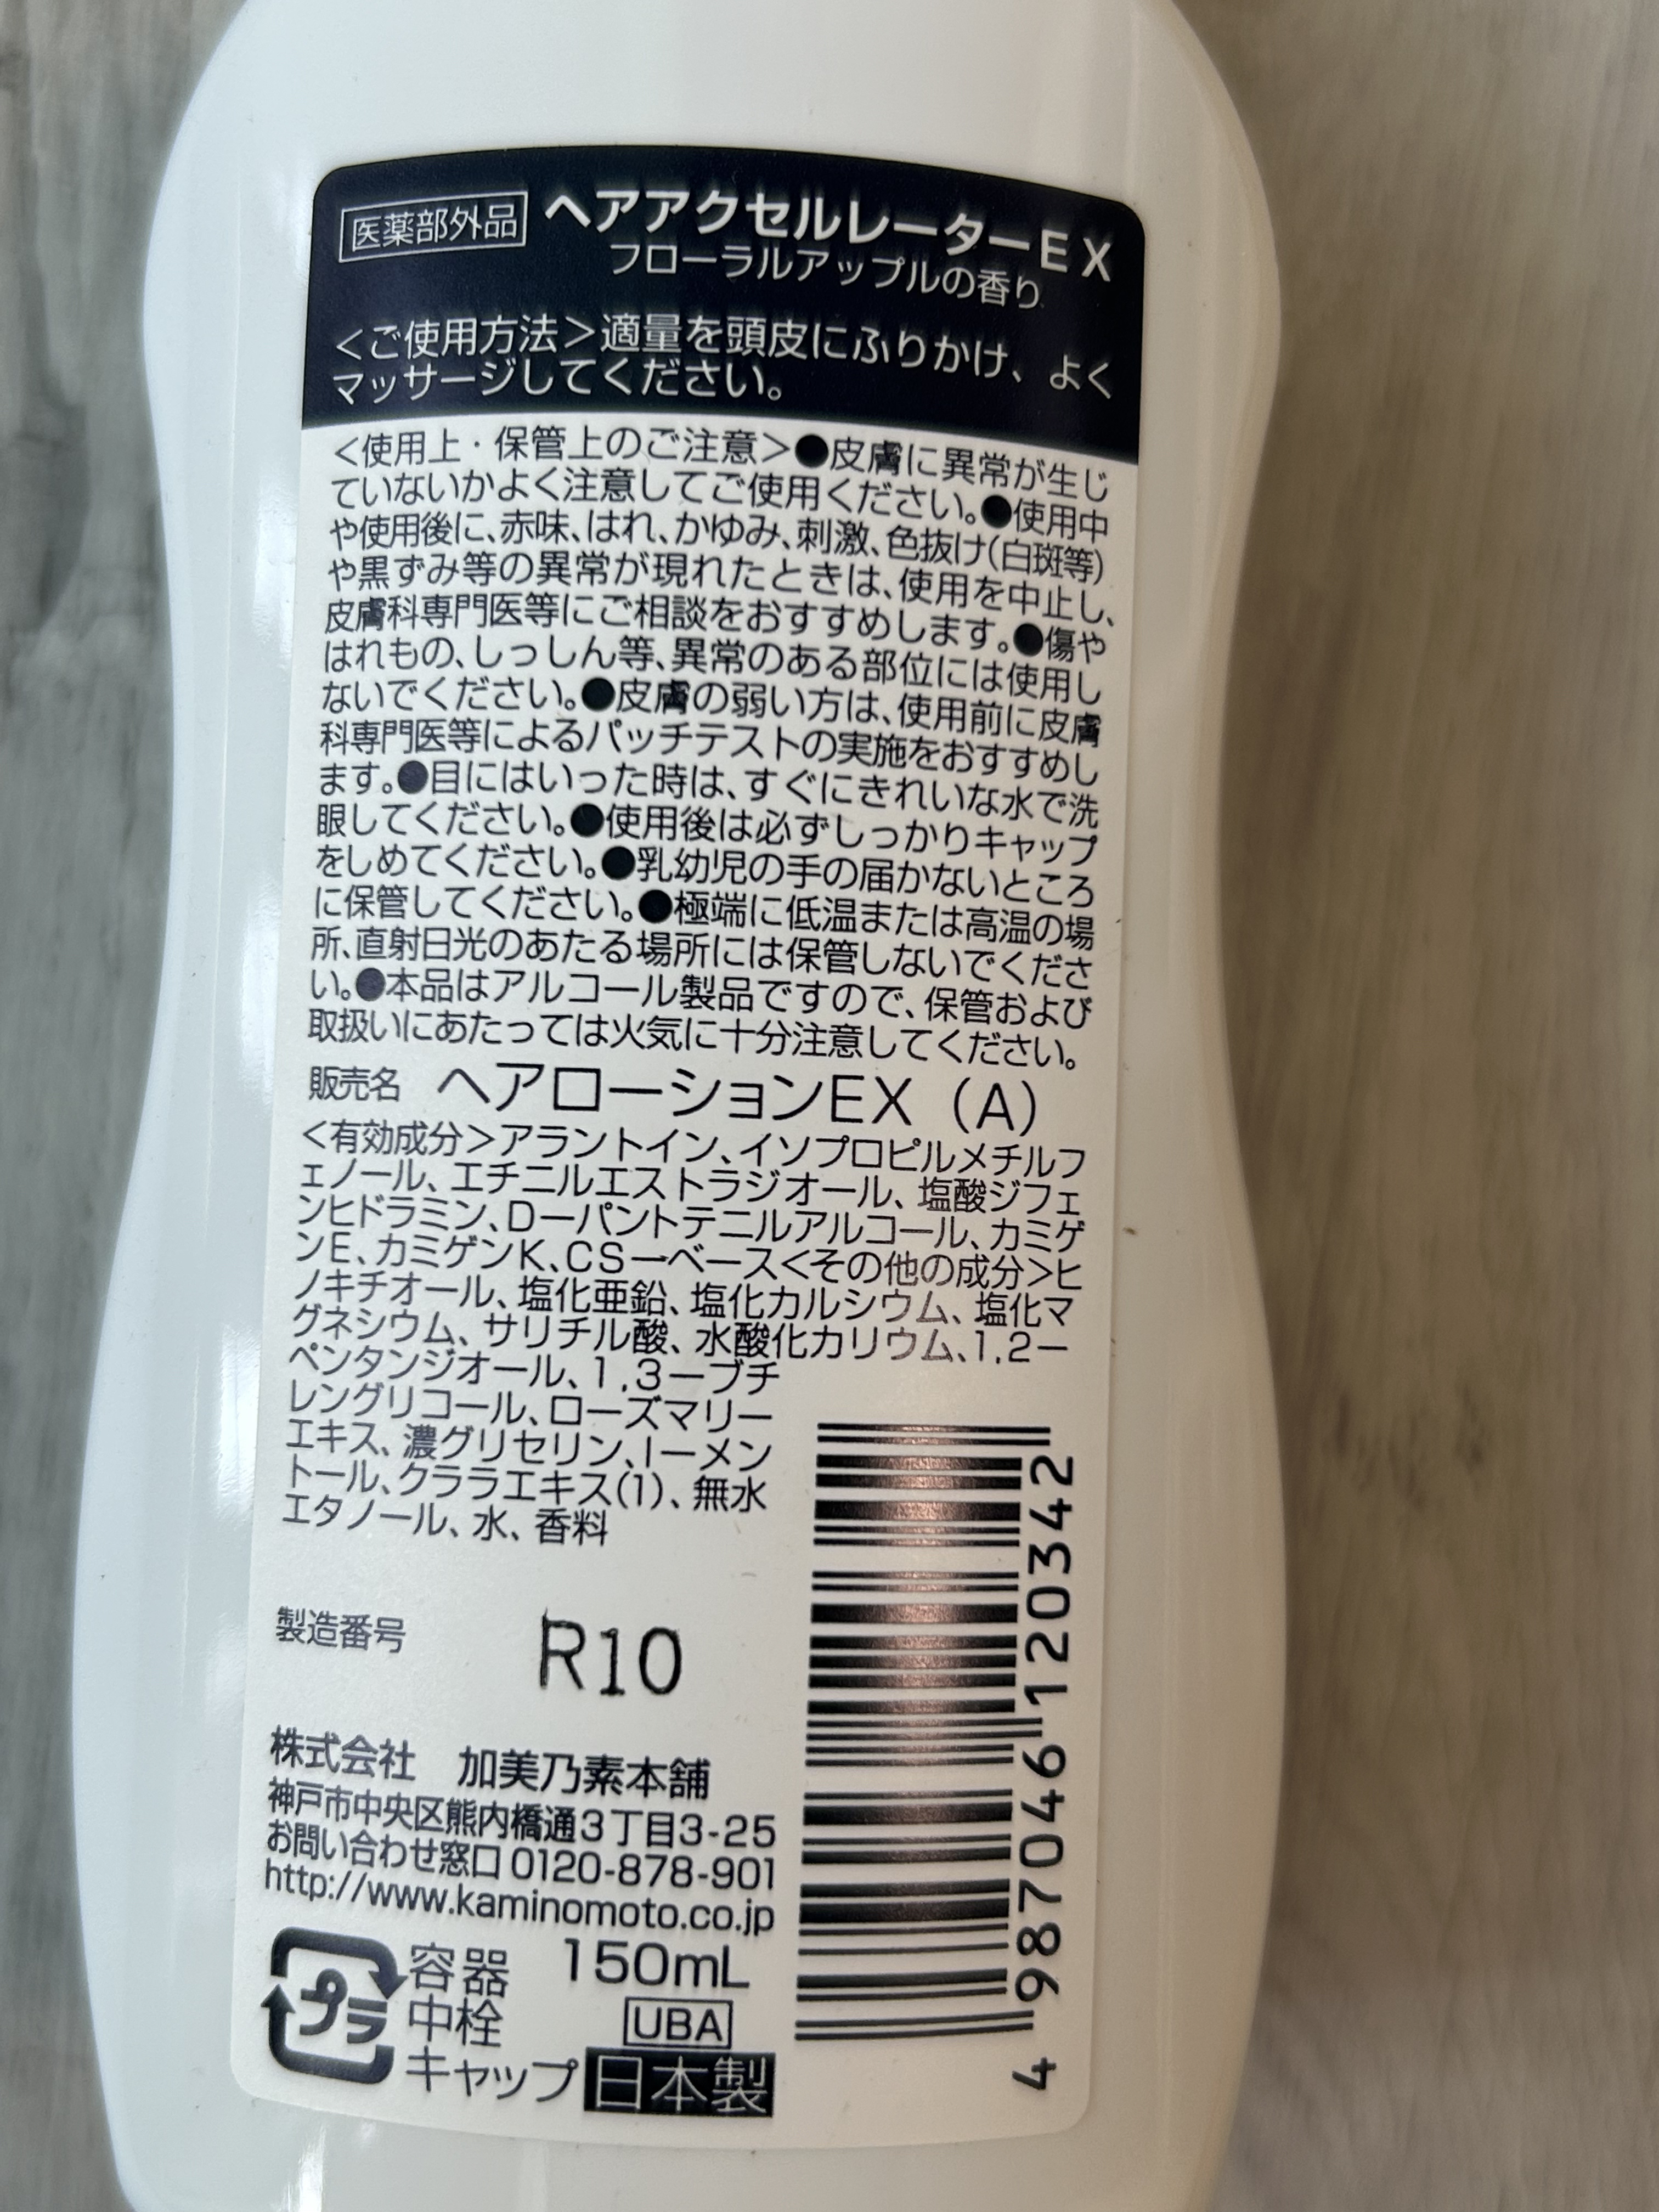 医薬部外品 ヘアアクセルレーターEX
フローラルアップルの香り
＜ご使用方法＞適量を頭皮にふりかけ、よく
マッサージしてください。
＜使用上・保管上のご注意＞●皮膚に異常が生じ
ていないかよく注意してご使用ください。●使用中
や使用後に、赤味、はれ、かゆみ、刺激、色抜け(白斑等)
や黒ずみ等の異常が現れたときは、使用を中止し、
皮膚科専門医等にご相談をおすすめします。●傷や
はれもの、しっしん等、異常のある部位には使用し
ないでください。●皮膚の弱い方は、使用前に皮膚
科専門医等によるパッチテストの実施をおすすめし
ます。●目にはいった時は、すぐにきれいな水で洗
眼してください。●使用後は必ずしっかりキャップ
をしめてください。●乳幼児の手の届かないところ
に保管してください。●極端に低温または高温の場
所、直射日光のあたる場所には保管しないでくださ
い。●本品はアルコール製品ですので、保管および
取扱いにあたっては火気に十分注意してください。
販売名 ヘアローションEX（A）
＜有効成分＞アラントイン、イソプロピルメチルフ
ェノール、エチニルエストラジオール、塩酸ジフェ
ンヒドラミン、D－パントテニルアルコール、カミゲ
ンE、カミゲンK、CS－ベース＜その他の成分＞ヒ
ノキチオール、塩化亜鉛、塩化カルシウム、塩化マ
グネシウム、サリチル酸、水酸化カリウム、1,2－
ペンタンジオール、1,3－ブチ
レングリコール、ローズマリー
エキス、濃グリセリン、l－メン
トール、クララエキス(1)、無水
エタノール、水、香料
製造番号 R10
株式会社 加美乃素本舗
神戸市中央区熊内橋通3丁目3-25
お問い合わせ窓口 0120-878-901
http://www.kaminomoto.co.jp
プラ
容器 150mL
中栓 UBA
キャップ 日本製
4 987046 120342